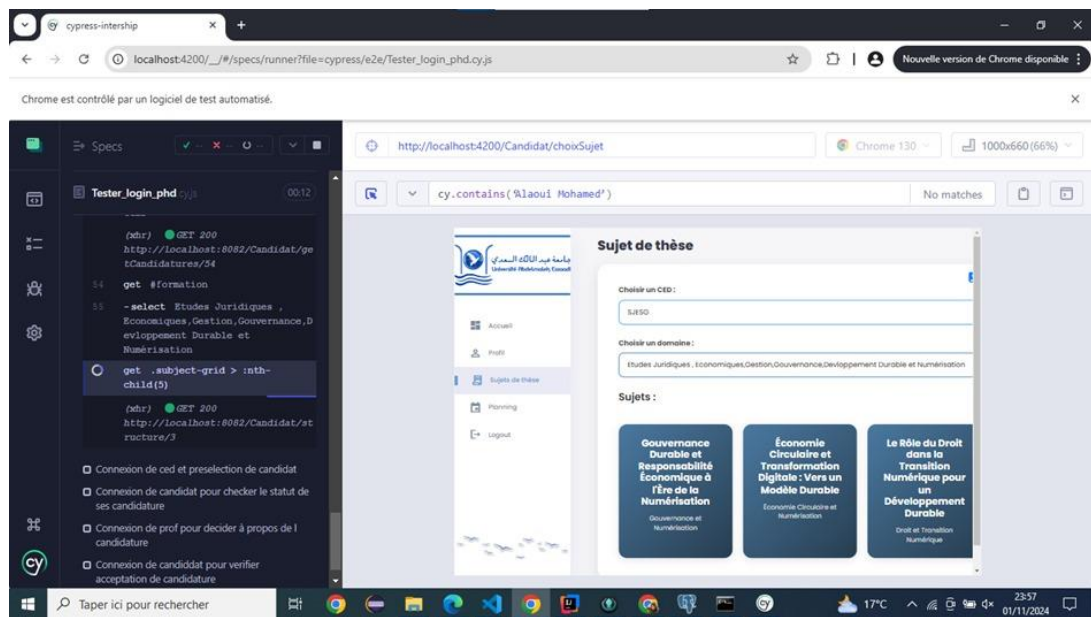 cypress-intership
localhost:4200/__/#/specs/runner?file=cypress/e2e/Tester_login_phd.cy.js
Nouvelle version de Chrome disponible
Chrome est contrôlé par un logiciel de test automatisé.
Specs
http://localhost:4200/Candidat/choixSujet
Chrome 130
1000x660 (66%)
Tester_login_phd.cy.js
00:12
cy.contains('Alaoui Mohamed')
No matches
(xhr) GET 200
http://localhost:8082/Candidat/ge
tCandidatures/54
54 get #formation
55 -select Etudes Juridiques ,
Economiques,Gestion,Gouvernance,D
evloppement Durable et
Numérisation
get .subject-grid > :nth-
child(5)
(xhr) GET 200
http://localhost:8082/Candidat/st
ructure/3
Connexion de ced et preselection de candidat
Connexion de candidat pour checker le statut de
ses candidature
Connexion de prof pour decider à propos de l
candidature
Connexion de candiddat pour verifier
acceptation de candidature
جامعة عبد المالك السعدي
Accueil
Profil
Sujets de thèse
Planning
Logout
Sujet de thèse
Choisir un CED :
SJESG
Choisir un domaine :
Etudes Juridiques , Economiques,Gestion,Gouvernance,Devloppement Durable et Numérisation
Sujets :
Gouvernance
Durable et
Responsabilité
Économique à
l'Ère de la
Numérisation
Gouvernance et
Numérisation
Économie
Circulaire et
Transformation
Digitale : Vers un
Modèle Durable
Économie Circulaire et
Numérisation
Le Rôle du Droit
dans la
Transition
Numérique pour
un
Développement
Durable
Droit et Transition
Numérique
cy
Taper ici pour rechercher
17°C
23:57
01/11/2024